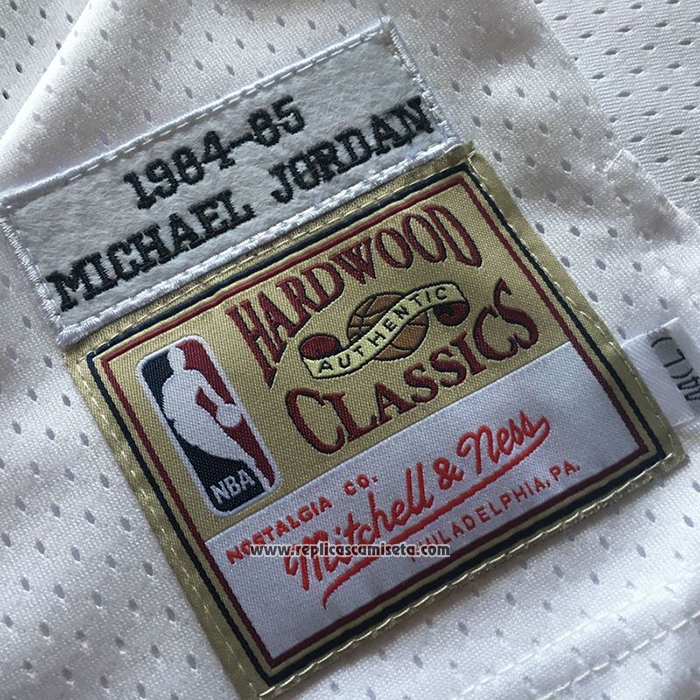 1984-85
MICHAEL JORDAN
HARDWOOD
AUTHENTIC
CLASSICS
NBA
NOSTALGIA CO.
Mitchell & Ness
PHILADELPHIA, PA.
www.replicascamiseta.com